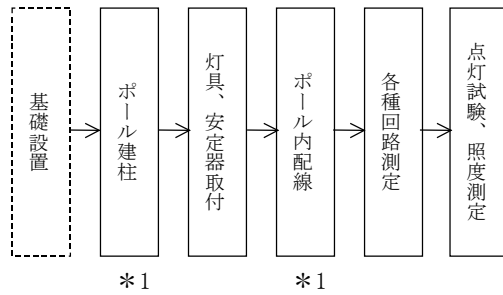 基礎設置
ポール建柱
灯具、安定器取付
ポール内配線
各種回路測定
点灯試験、照度測定
*1
*1